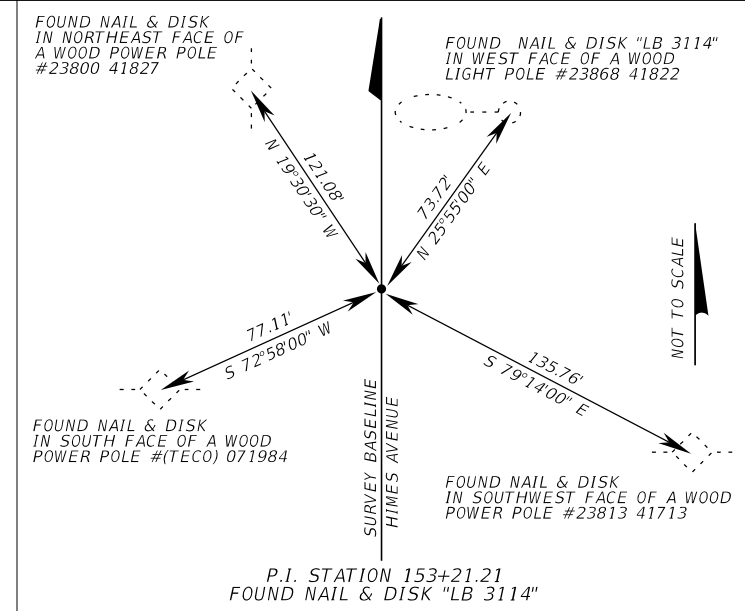 FOUND NAIL & DISK
IN NORTHEAST FACE OF
A WOOD POWER POLE
#23800 41827
FOUND NAIL & DISK "LB 3114"
IN WEST FACE OF A WOOD
LIGHT POLE #23868 41822
121.08'
N 19°30'30" W
73.72'
N 25°55'00" E
NOT TO SCALE
77.11'
S 72°58'00" W
135.76'
S 79°14'00" E
FOUND NAIL & DISK
IN SOUTH FACE OF A WOOD
POWER POLE #(TECO) 071984
SURVEY BASELINE
HIMES AVENUE
FOUND NAIL & DISK
IN SOUTHWEST FACE OF A WOOD
POWER POLE #23813 41713
P.I. STATION 153+21.21
FOUND NAIL & DISK "LB 3114"